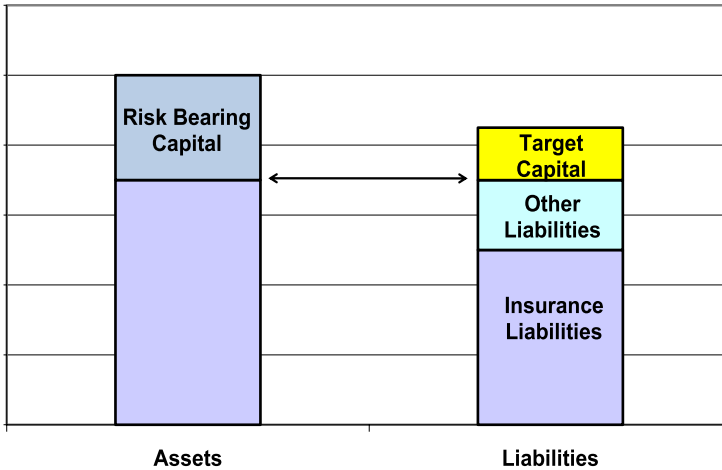 Risk Bearing
Capital
Target
Capital
Other
Liabilities
Insurance
Liabilities
Assets
Liabilities